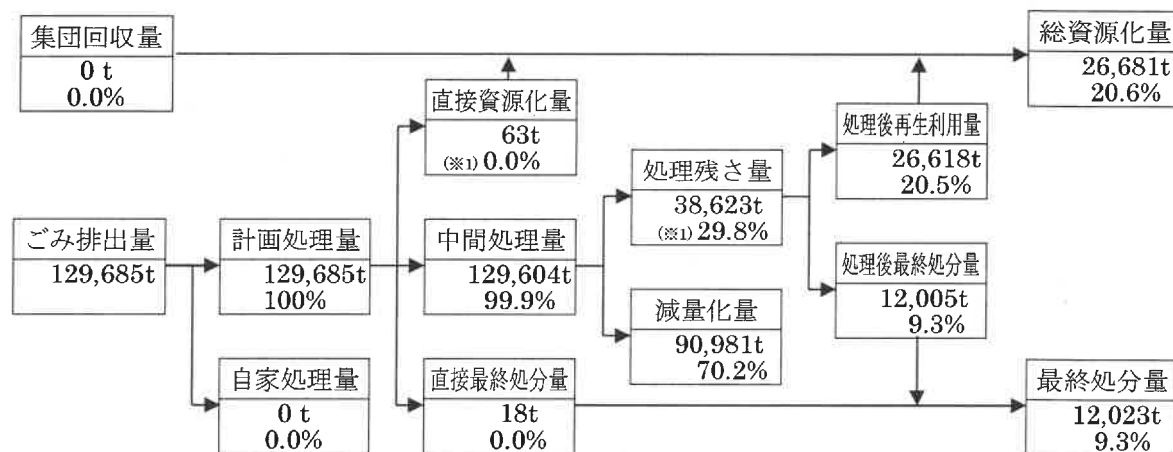 集団回収量
0 t
0.0%
総資源化量
26,681t
20.6%
直接資源化量
63t
(※1) 0.0%
処理後再生利用量
26,618t
20.5%
処理残さ量
38,623t
(※1) 29.8%
ごみ排出量
129,685t
計画処理量
129,685t
100%
中間処理量
129,604t
99.9%
処理後最終処分量
12,005t
9.3%
減量化量
90,981t
70.2%
自家処理量
0 t
0.0%
直接最終処分量
18t
0.0%
最終処分量
12,023t
9.3%